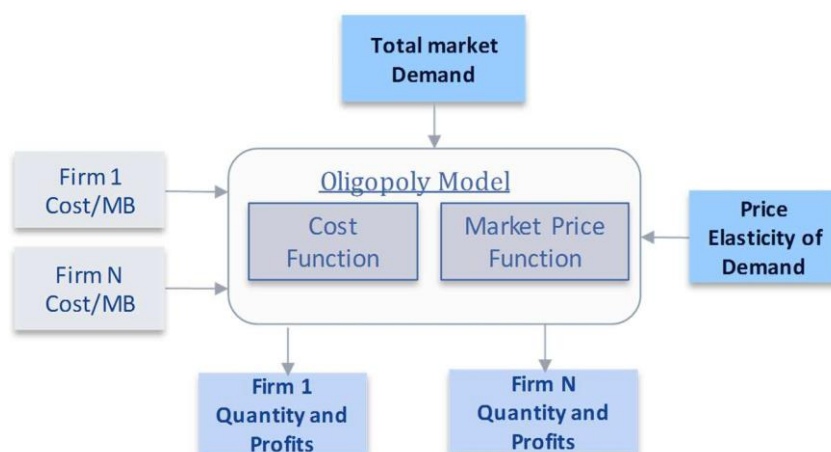 Total market
Demand
Firm 1
Cost/MB
Oligopoly Model
Cost
Function
Market Price
Function
Price
Elasticity of
Demand
Firm N
Cost/MB
Firm 1
Quantity and
Profits
Firm N
Quantity and
Profits